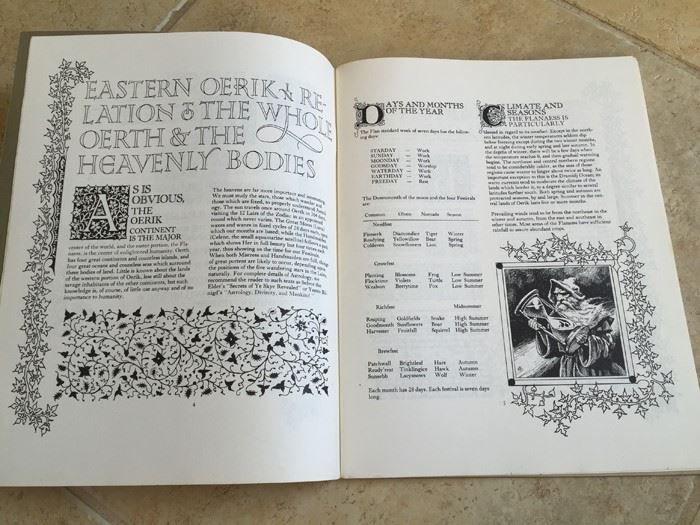 EASTERN OERIK & RE-
LATION & THE WHOLE
OERTH & THE
HEAVENLY BODIES
AS IS
OBVIOUS,
THE
OERIK
CONTINENT
IS THE MAJOR
center of the world, and the easter portion, the Fla-
naess, is the center of enlightened humanity. Oerth
has four great continents and countless islands, and
four great oceans and countless seas which surround
these bodies of land. Little is known about the lands
of the western portion of Oerik, less still about the
savage inhabitants of the other continents, but such
knowledge is, of course, of little use anyway and of no
importance to humanity.
The heavens are far more important and
We must study the stars, those which wander and
those which are fixed, to properly understand
ology. The sun travels once around Oerth in 364 days,
visiting the 12 Lairs of the Zodiac in an appointed
round which never varies. The Great Moon (Luna)
waxes and wanes in fixed cycles of 28 days each
which our months are based, while the Handmaiden
(Celene, the small aquamarine satellite) follows a
which shows Her in full beauty but four times
year, thus showing us the time for our Festivals.
When both Mistress and Handmaiden are full,
of great portent are likely to occur, depending upon
the positions of the five wandering stars in the Lairs,
naturally. For complete details of Astrology, we
recommend the reader to such texts as
Elder's "Secrets of Ye Skye Revealed" or
nigd's "Astrology, Divinity, and Mankind".
4
DAYS AND MONTHS
OF THE YEAR
The Flan standard week of seven days has the follow-
ing days:
STARDAY — Work
SUNDAY — Work
MOONDAY — Work
GODSDAY — Worship
WATERDAY — Work
EARTHDAY — Work
FREEDAY — Rest
The Dozenmonth of the moons and the four Festivals
are:
Common Olven Nomads Season
Needfest
Fireseek Diamondice Tiger Winter
Readying Yellowillow Bear Spring
Coldeven Snowflowers Lion Spring
Growfest
Planting Blossoms Frog Low Summer
Flocktime Violets Turtle Low Summer
Wealsun Berrytime Fox Low Summer
Richfest Midsummer
Reaping Goldfields Snake High Summer
Goodmonth Sunflowers Boar High Summer
Harvester Fruitfall Squirrel High Summer
Brewfest
Patchwall Brightleaf Hare Autumn
Ready'reat Tinklingice Hawk Autumn
Sunsebb Lacysnows Wolf Winter
Each month has 28 days. Each festival is seven days
long.
CLIMATE AND
SEASONS
THE FLANAESS IS
PARTICULARLY
blessed in regard to its weather. Except in the north-
ern latitudes, the winter temperatures seldom dip
below freezing except during the two winter months,
and at night during early spring and late autumn. In
the depths of winter, there will be a few days when
the temperature reaches 0, and then gradual warming
begins. The northeast and central northern regions
tend to be considerably colder, as the seas of these
regions cause winter to linger about twice as long. An
important exception to this is the Dramidj Ocean; its
warm currents tend to moderate the climate of the
lands which border it, to a degree similar to several
latitudes further south. Both spring and autumn are
protracted seasons, by and large. Summer in the cen-
tral lands of Oerik lasts five or more months.
Prevailing winds tend to be from the northeast in the
winter and autumn, from the east and southeast in
other times. Most areas of the Flanaess have sufficient
rainfall to assure abundant crops.